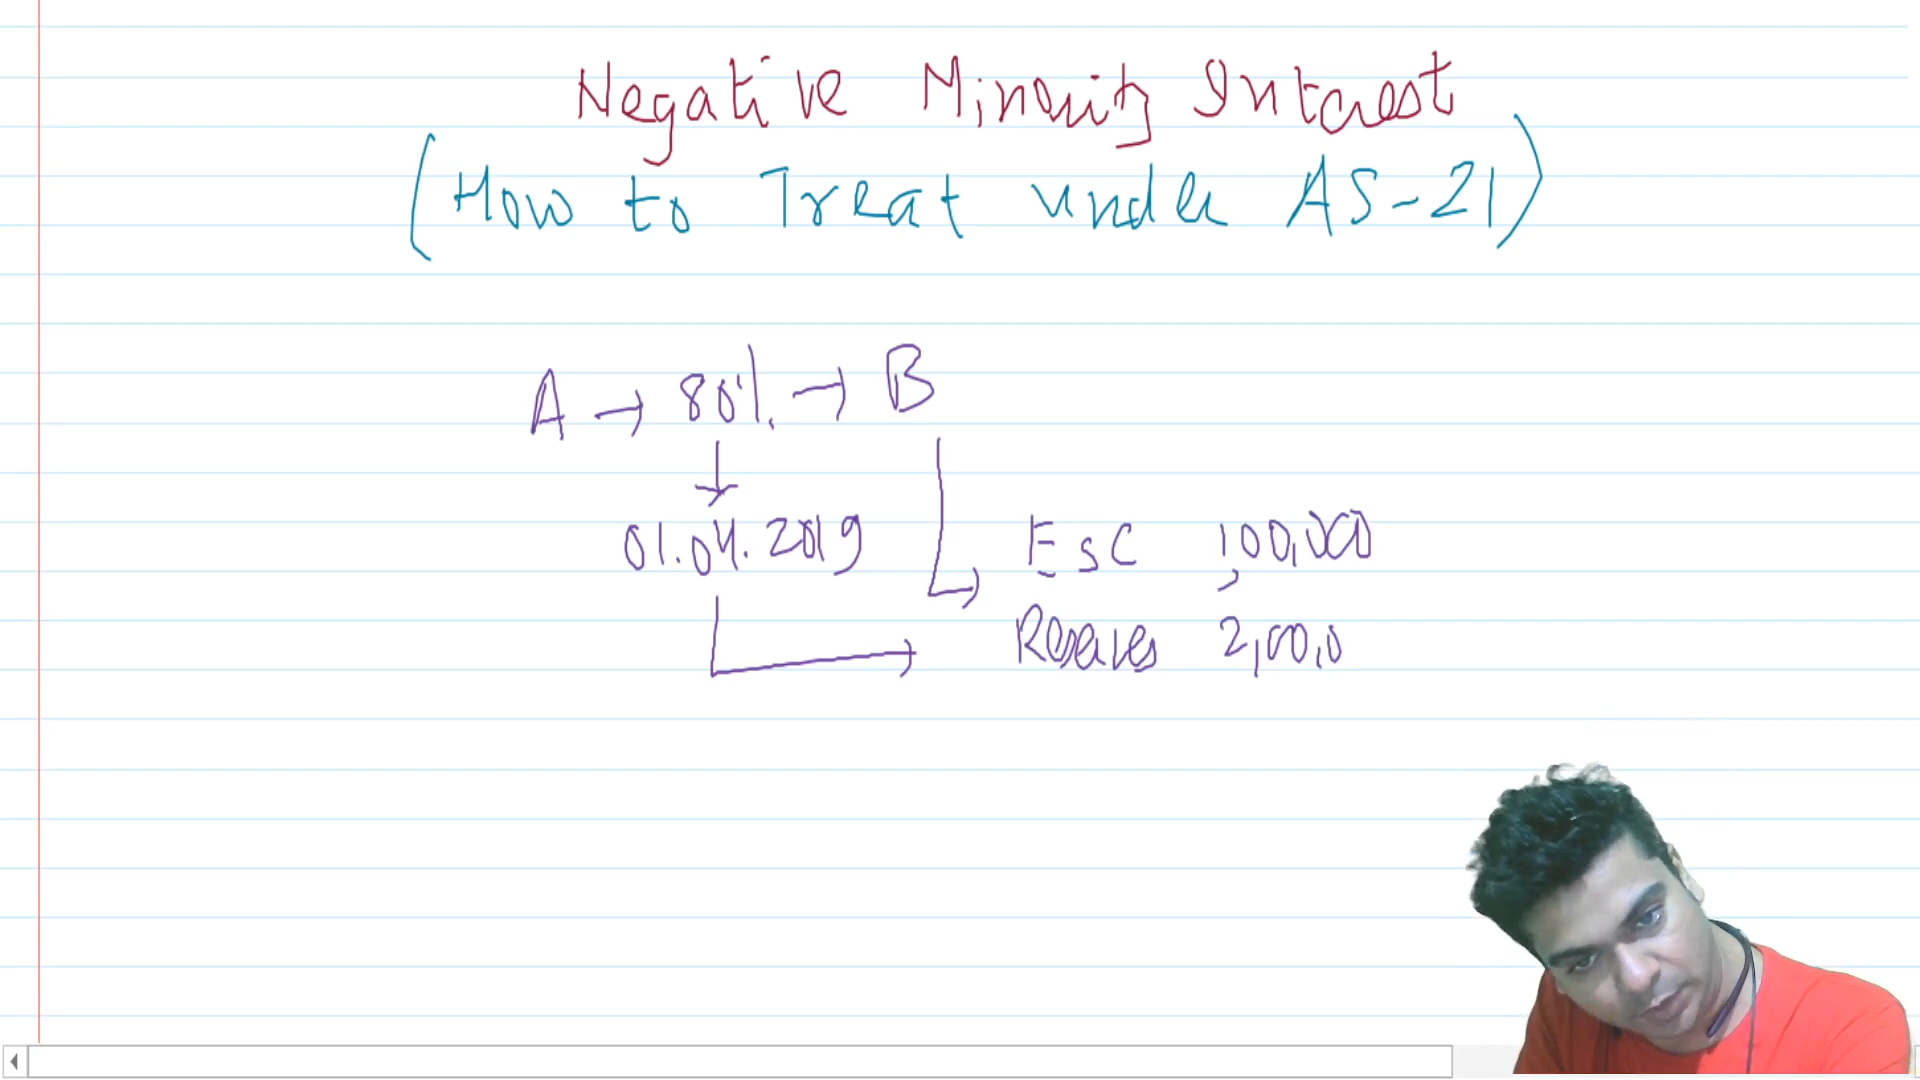 Negative Minority Interest
(How to Treat under AS-21)
A → 80% → B
01.04.2019
ESC 1,00,000
Reserves 2,00,0